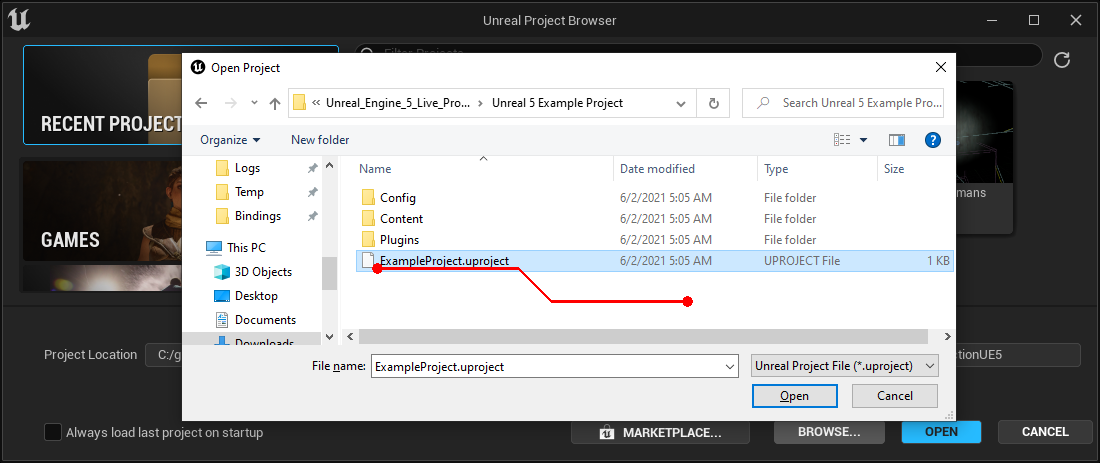 Unreal Project Browser
Filter Projects
RECENT PROJECT
GAMES
mans
Open Project
« Unreal_Engine_5_Live_Pro... > Unreal 5 Example Project
Search Unreal 5 Example Pro...
Organize
New folder
Logs
Temp
Bindings
This PC
3D Objects
Desktop
Documents
Downloads
Name Date modified Type Size
Config 6/2/2021 5:05 AM File folder
Content 6/2/2021 5:05 AM File folder
Plugins 6/2/2021 5:05 AM File folder
ExampleProject.uproject 6/2/2021 5:05 AM UPROJECT File 1 KB
File name: ExampleProject.uproject
Unreal Project File (*.uproject)
Open Cancel
Project Location C:/g
ctionUE5
Always load last project on startup
MARKETPLACE... BROWSE... OPEN CANCEL